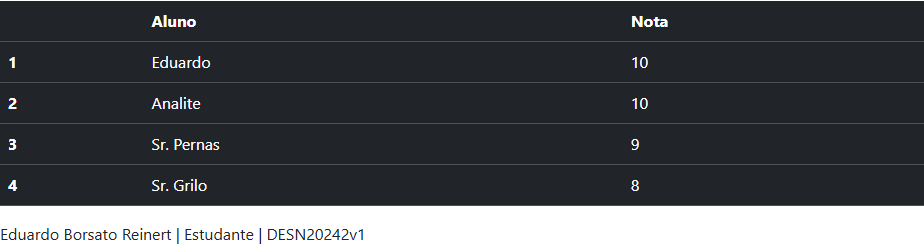 Aluno Nota
1 Eduardo 10
2 Analite 10
3 Sr. Pernas 9
4 Sr. Grilo 8
Eduardo Borsato Reinert | Estudante | DESN20242v1